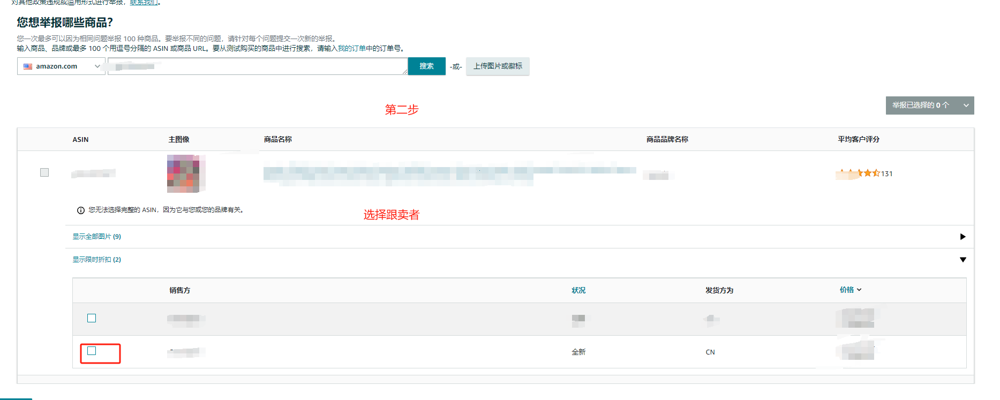 对其他政策违规或滥用形式进行举报，联系我们。
您想举报哪些商品？
您一次最多可以因为相同问题举报 100 种商品。要举报不同的问题，请针对每个问题提交一次新的举报。
输入商品、品牌或最多 100 个用逗号分隔的 ASIN 或商品 URL。要从测试购买的商品中进行搜索，请输入我的订单中的订单号。
amazon.com 搜索 -或- 上传图片或徽标
第二步 举报已选择的 0 个
ASIN 主图像 商品名称 商品品牌名称 平均客户评分
131
您无法选择完整的 ASIN，因为它与您或您的品牌有关。
选择跟卖者
显示全部图片 (9)
显示限时折扣 (2)
销售方 状况 发货方为 价格
全新 CN